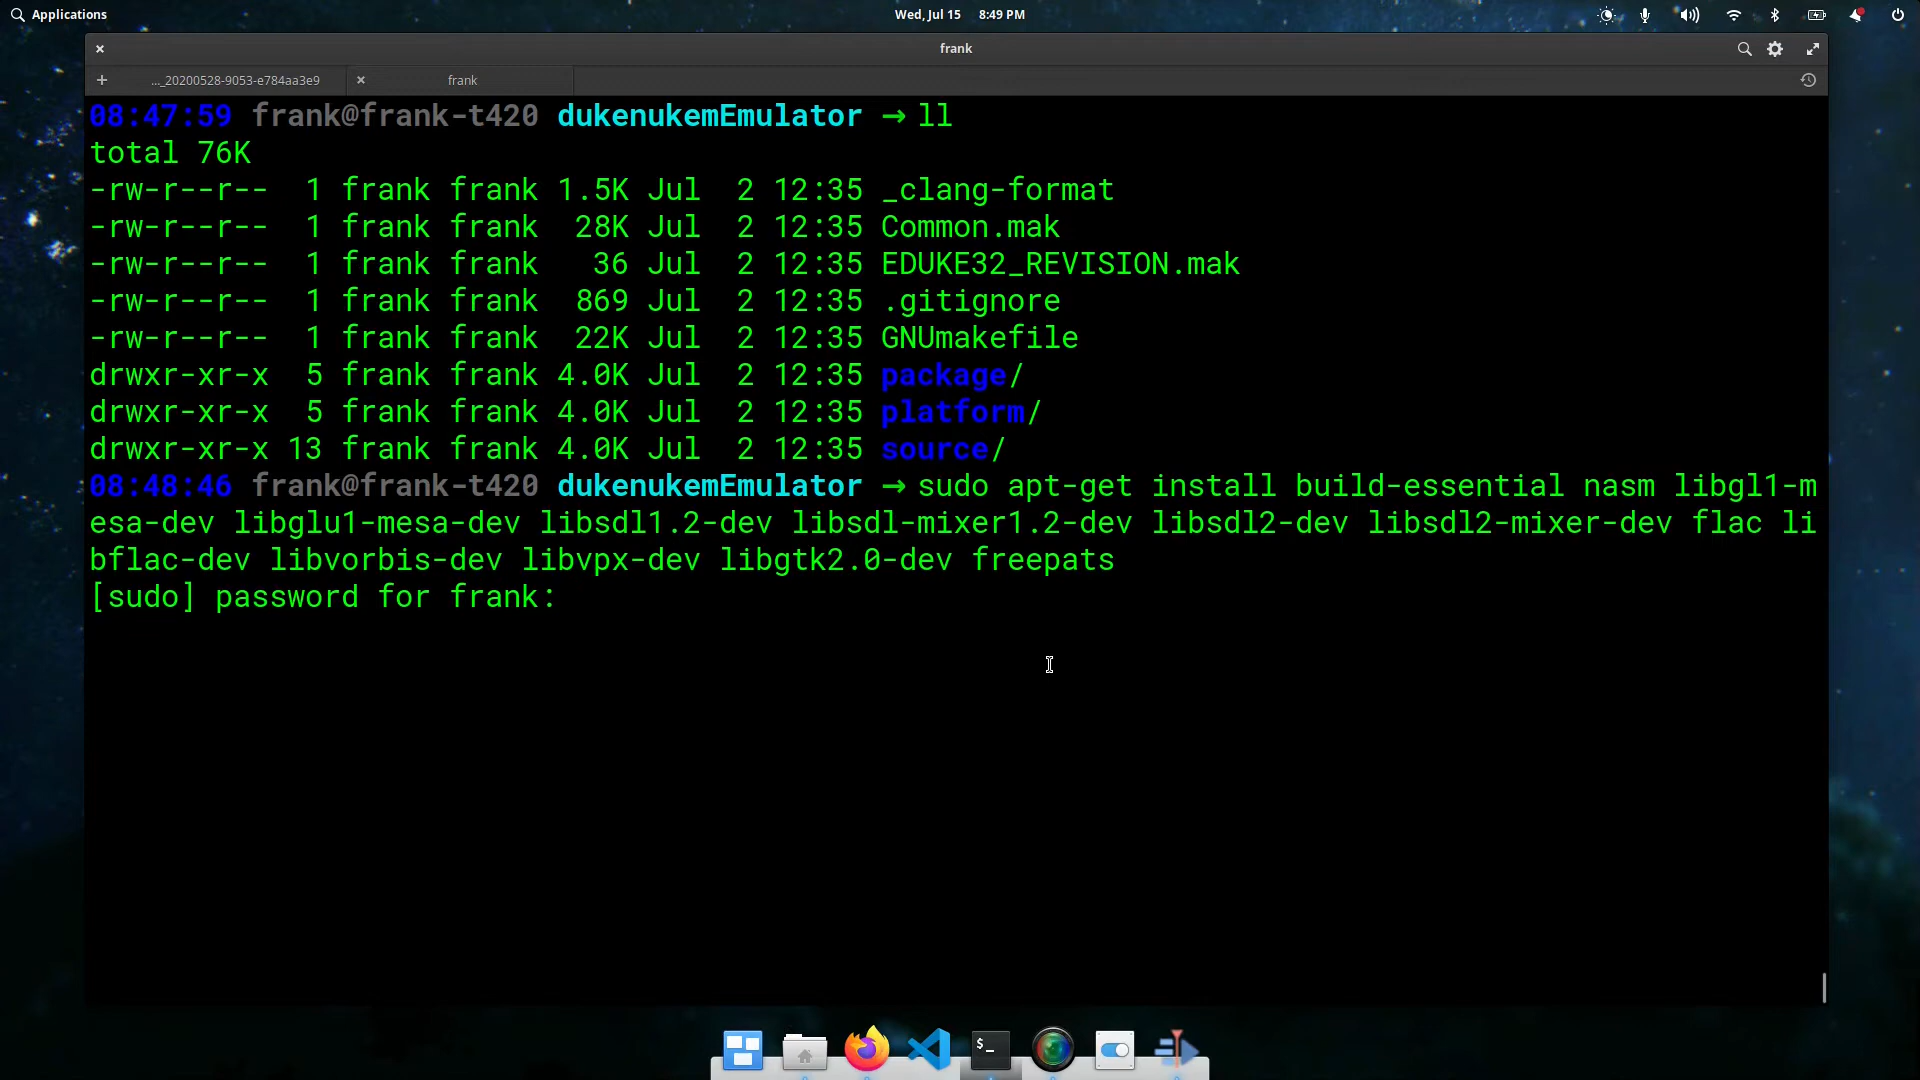 Applications
Wed, Jul 15 8:49 PM
frank
..._20200528-9053-e784aa3e9
frank
08:47:59 frank@frank-t420 dukenukemEmulator → ll
total 76K
-rw-r--r--  1 frank frank 1.5K Jul  2 12:35 _clang-format
-rw-r--r--  1 frank frank  28K Jul  2 12:35 Common.mak
-rw-r--r--  1 frank frank   36 Jul  2 12:35 EDUKE32_REVISION.mak
-rw-r--r--  1 frank frank  869 Jul  2 12:35 .gitignore
-rw-r--r--  1 frank frank  22K Jul  2 12:35 GNUmakefile
drwxr-xr-x  5 frank frank 4.0K Jul  2 12:35 package/
drwxr-xr-x  5 frank frank 4.0K Jul  2 12:35 platform/
drwxr-xr-x 13 frank frank 4.0K Jul  2 12:35 source/
08:48:46 frank@frank-t420 dukenukemEmulator → sudo apt-get install build-essential nasm libgl1-m
esa-dev libglu1-mesa-dev libsdl1.2-dev libsdl-mixer1.2-dev libsdl2-dev libsdl2-mixer-dev flac li
bflac-dev libvorbis-dev libvpx-dev libgtk2.0-dev freepats
[sudo] password for frank:
$_